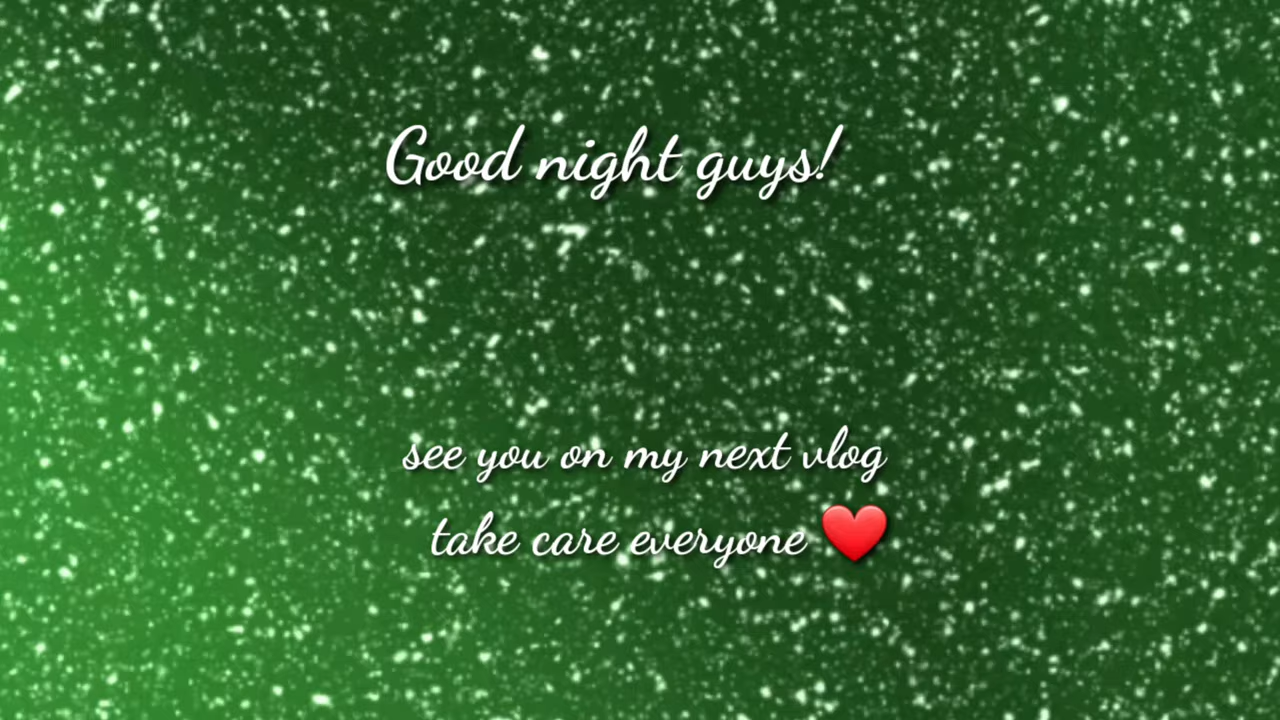 Good night guys!
see you on my next vlog
take care everyone ❤️